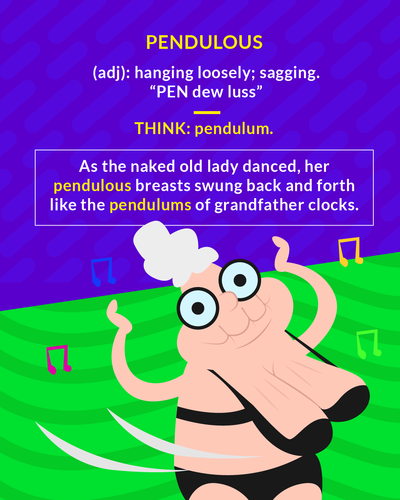 PENDULOUS
(adj): hanging loosely; sagging.
“PEN dew luss”
THINK: pendulum.
As the naked old lady danced, her
pendulous breasts swung back and forth
like the pendulums of grandfather clocks.